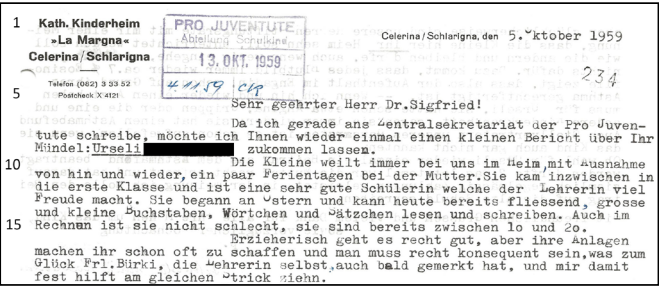 1 Kath. Kinderheim
»La Margna«
Celerina/Schlarigna
Telefon (082) 3 33 52
5 Postcheck X 4121
PRO JUVENTUTE
Abteilung Schulkind
13. OKT. 1959
4 11.59
Celerina/Schlarigna, den 5.Oktober 1959
234
Sehr geehrter Herr Dr.Sigfried!
Da ich gerade ans Zentralsekretariat der Pro Juven-
tute schreibe, möchte ich Ihnen wieder einmal einen kleinen Bericht über Ihr
Mündel:Urseli zukommen lassen.
10 Die Kleine weilt immer bei uns im Heim,mit Ausnahme
von hin und wieder,ein paar Ferientagen bei der Mutter.Sie kam inzwischen in
die erste Klasse und ist eine sehr gute Schülerin welche der Lehrerin viel
Freude macht. Sie begann an Ostern und kann heute bereits fliessend, grosse
und kleine Buchstaben, Wörtchen und Sätzchen lesen und schreiben. Auch im
15 Rechnen ist sie nicht schlecht, sie sind bereits zwischen lo und 2o.
Erzieherisch geht es recht gut, aber ihre Anlagen
machen ihr schon oft zu schaffen und man muss recht konsequent sein,was zum
Glück Frl.Bürki, die Lehrerin selbst,auch bald gemerkt hat, und mir damit
fest hilft am gleichen Strick ziehn.